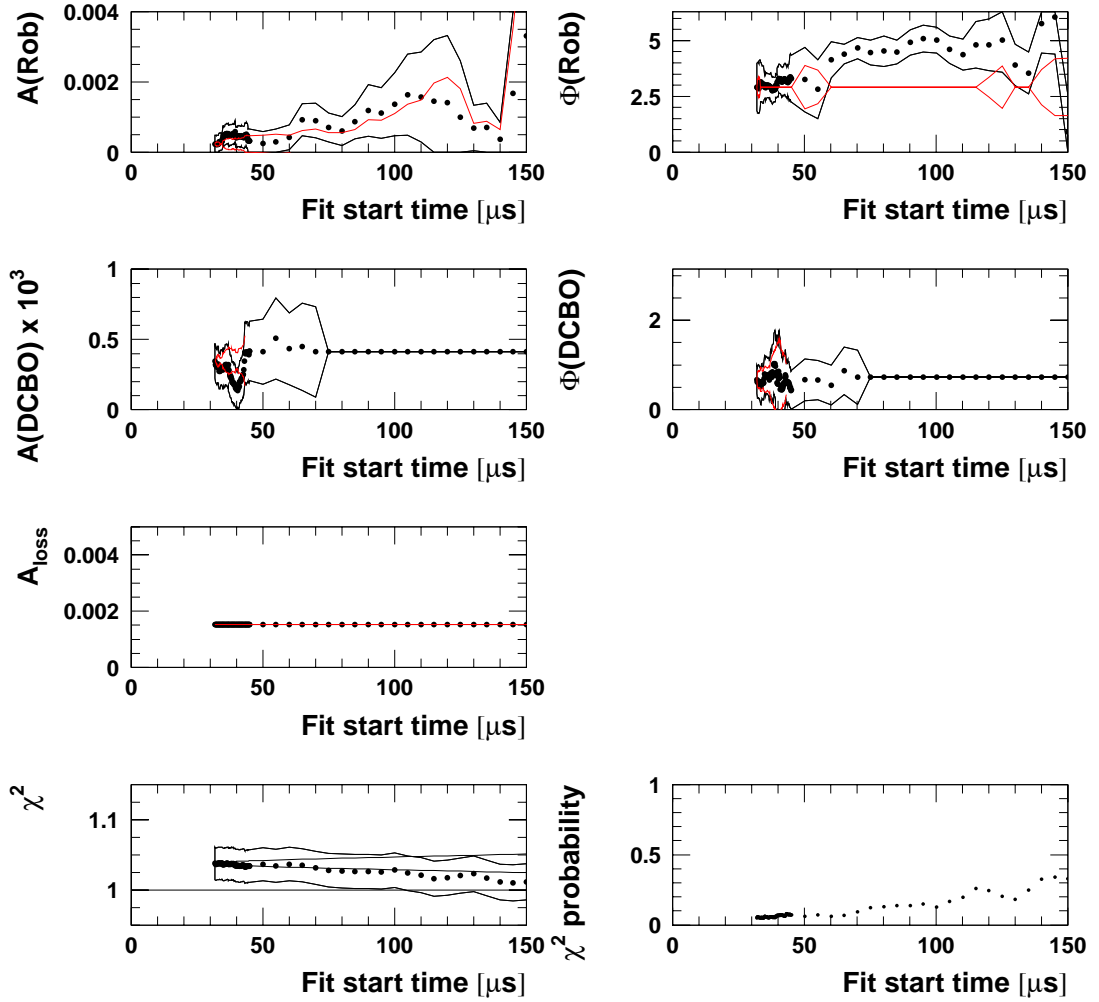 A(Rob)
0.004
0.002
0
0 50 100 150
Fit start time [μs]
Φ(Rob)
5
2.5
0
0 50 100 150
Fit start time [μs]
A(DCBO) x 10³
1
0.5
0
0 50 100 150
Fit start time [μs]
Φ(DCBO)
2
0
0 50 100 150
Fit start time [μs]
A_loss
0.004
0.002
0
0 50 100 150
Fit start time [μs]
χ²
1.1
1
0 50 100 150
Fit start time [μs]
χ² probability
1
0.5
0
0 50 100 150
Fit start time [μs]